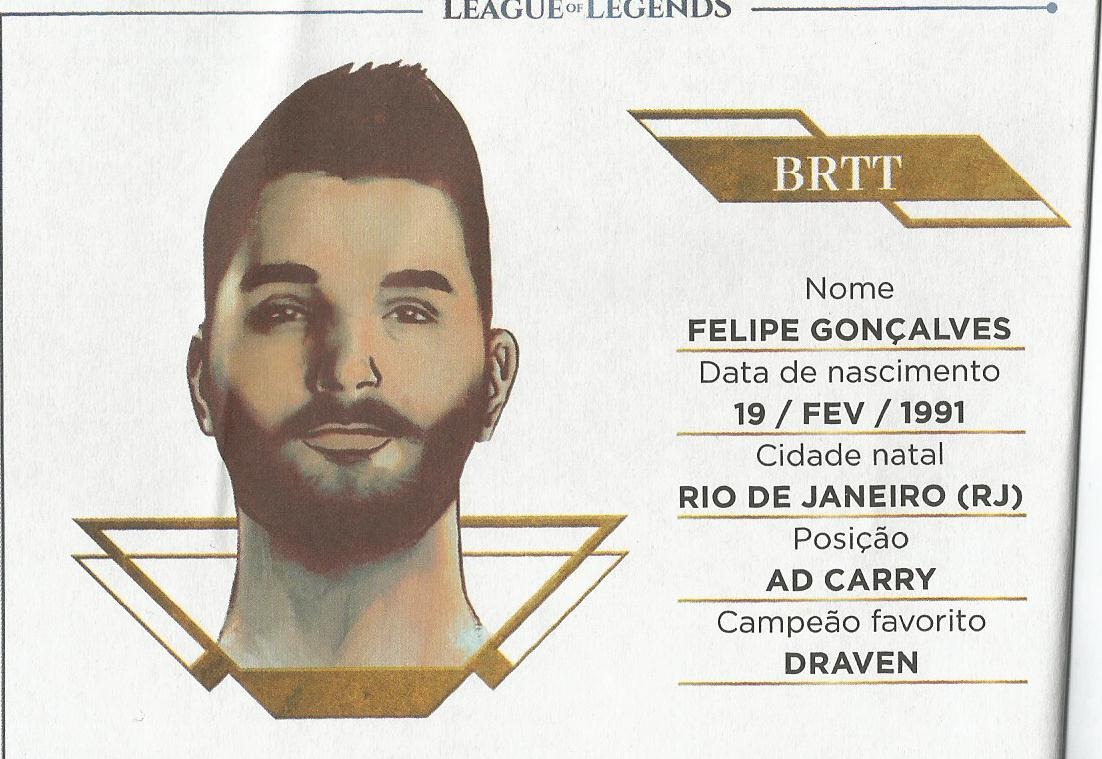 LEAGUE OF LEGENDS
BRTT
Nome
FELIPE GONÇALVES
Data de nascimento
19 / FEV / 1991
Cidade natal
RIO DE JANEIRO (RJ)
Posição
AD CARRY
Campeão favorito
DRAVEN